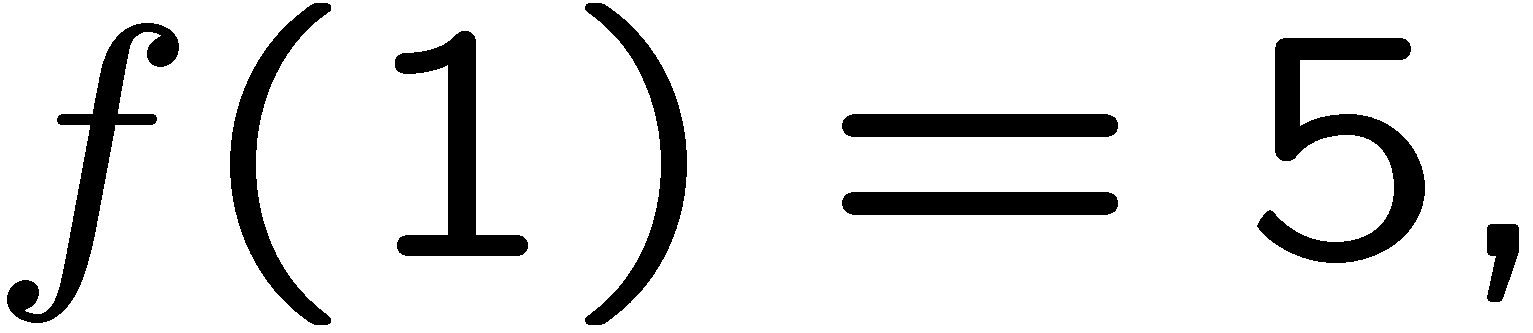 f(1) = 5,